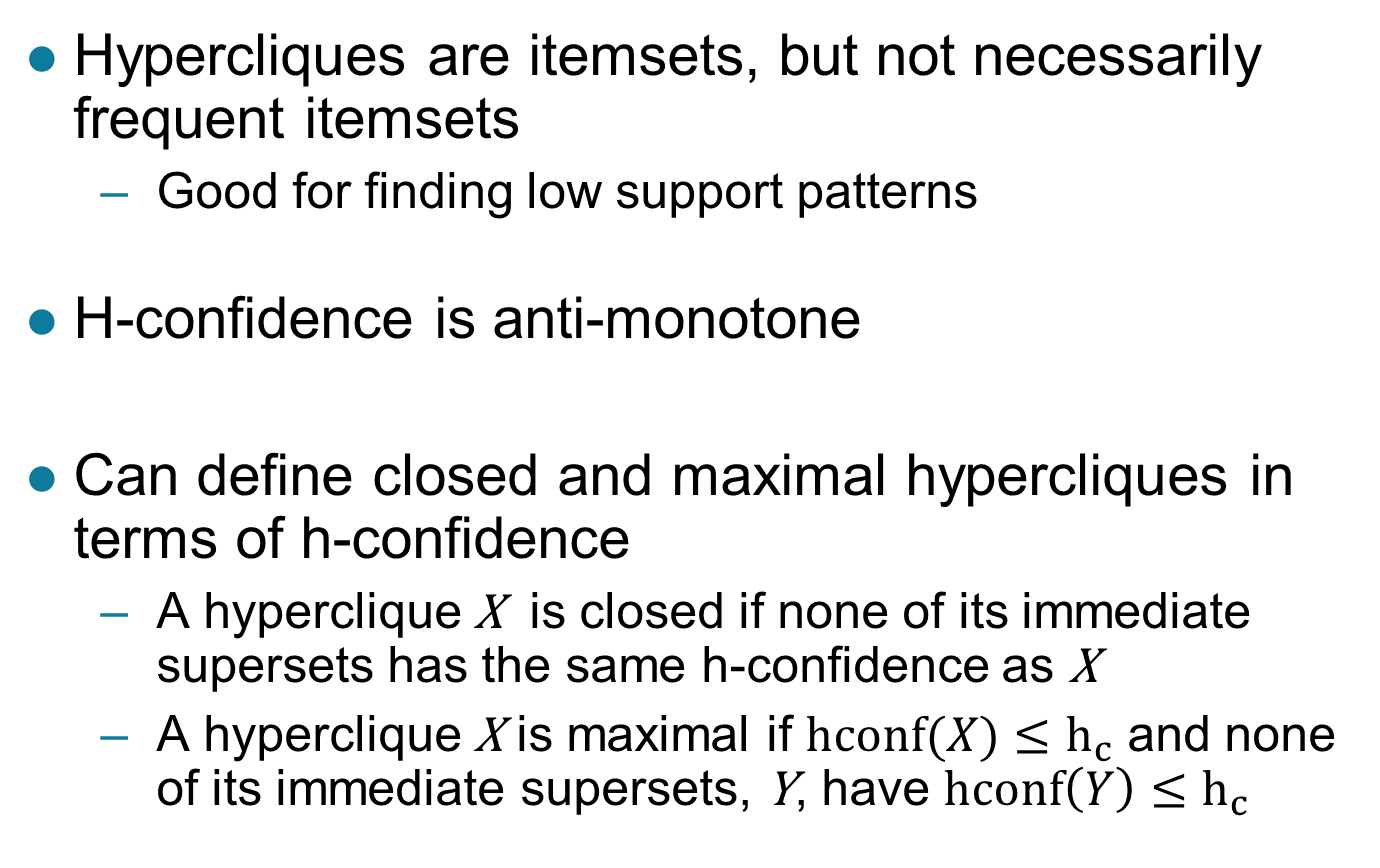 ● Hypercliques are itemsets, but not necessarily
frequent itemsets
– Good for finding low support patterns
● H-confidence is anti-monotone
● Can define closed and maximal hypercliques in
terms of h-confidence
– A hyperclique X is closed if none of its immediate
supersets has the same h-confidence as X
– A hyperclique X is maximal if hconf(X) ≤ h_c and none
of its immediate supersets, Y, have hconf(Y) ≤ h_c